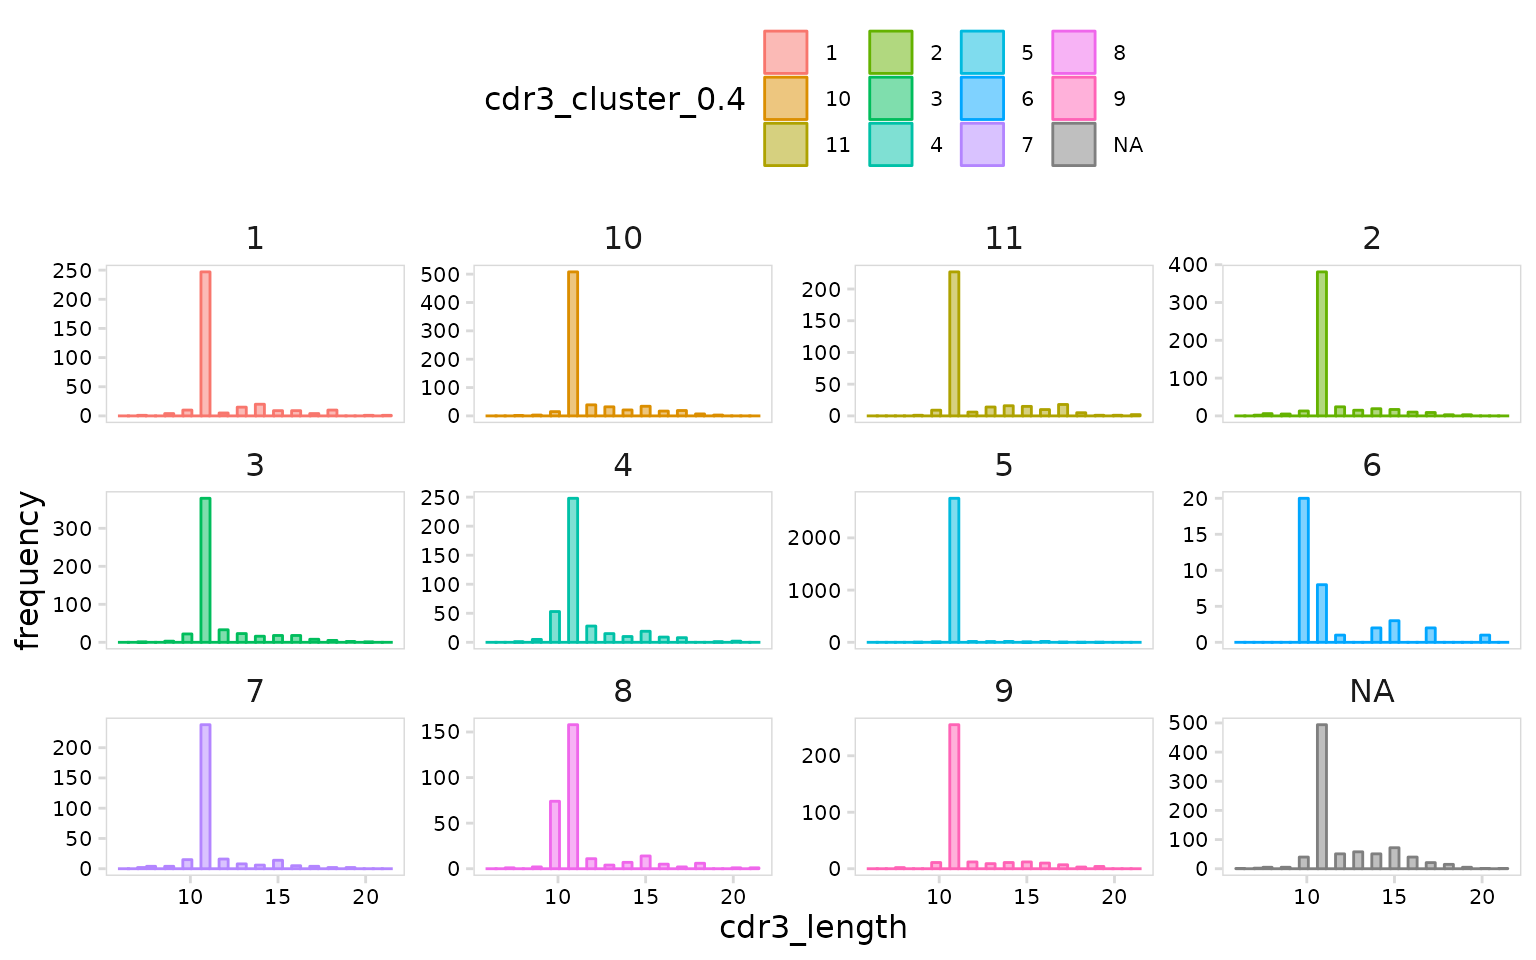 cdr3_cluster_0.4
1 2 5 8
10 3 6 9
11 4 7 NA
1 10 11 2
250 200 150 100 50 0
500 400 300 200 100 0
200 150 100 50 0
400 300 200 100 0
3 4 5 6
300 200 100 0
250 200 150 100 50 0
2000 1000 0
20 15 10 5 0
7 8 9 NA
200 150 100 50 0
150 100 50 0
200 100 0
500 400 300 200 100 0
10 15 20 10 15 20 10 15 20 10 15 20
frequency
cdr3_length